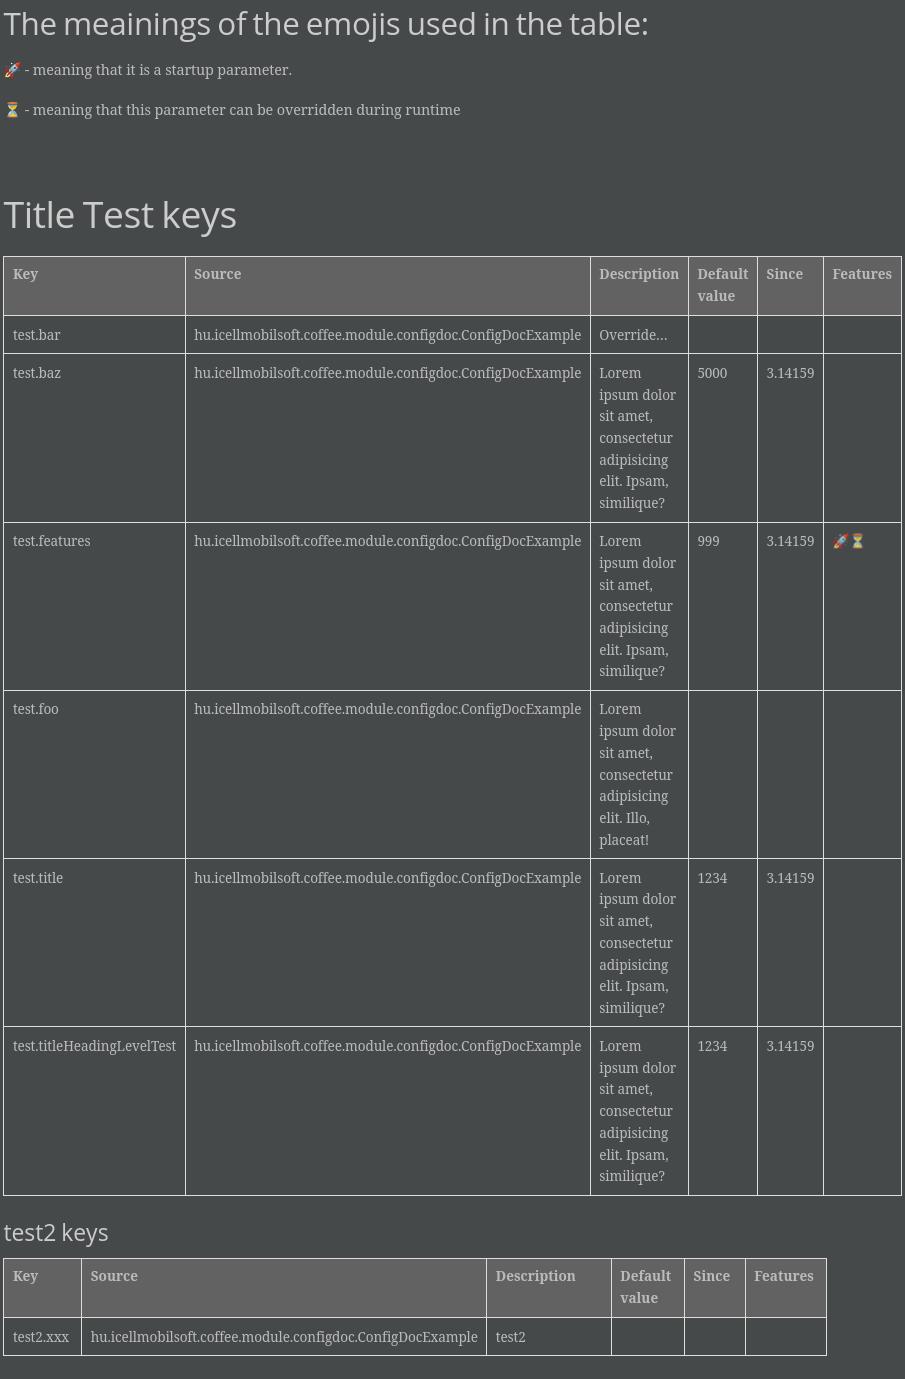 The meainings of the emojis used in the table:
🚀 - meaning that it is a startup parameter.
⏳ - meaning that this parameter can be overridden during runtime
Title Test keys
Key Source Description Default Since Features
value
test.bar hu.icellmobilsoft.coffee.module.configdoc.ConfigDocExample Override...
test.baz hu.icellmobilsoft.coffee.module.configdoc.ConfigDocExample Lorem 5000 3.14159
ipsum dolor
sit amet,
consectetur
adipisicing
elit. Ipsam,
similique?
test.features hu.icellmobilsoft.coffee.module.configdoc.ConfigDocExample Lorem 999 3.14159 🚀⏳
ipsum dolor
sit amet,
consectetur
adipisicing
elit. Ipsam,
similique?
test.foo hu.icellmobilsoft.coffee.module.configdoc.ConfigDocExample Lorem
ipsum dolor
sit amet,
consectetur
adipisicing
elit. Illo,
placeat!
test.title hu.icellmobilsoft.coffee.module.configdoc.ConfigDocExample Lorem 1234 3.14159
ipsum dolor
sit amet,
consectetur
adipisicing
elit. Ipsam,
similique?
test.titleHeadingLevelTest hu.icellmobilsoft.coffee.module.configdoc.ConfigDocExample Lorem 1234 3.14159
ipsum dolor
sit amet,
consectetur
adipisicing
elit. Ipsam,
similique?
test2 keys
Key Source Description Default Since Features
value
test2.xxx hu.icellmobilsoft.coffee.module.configdoc.ConfigDocExample test2